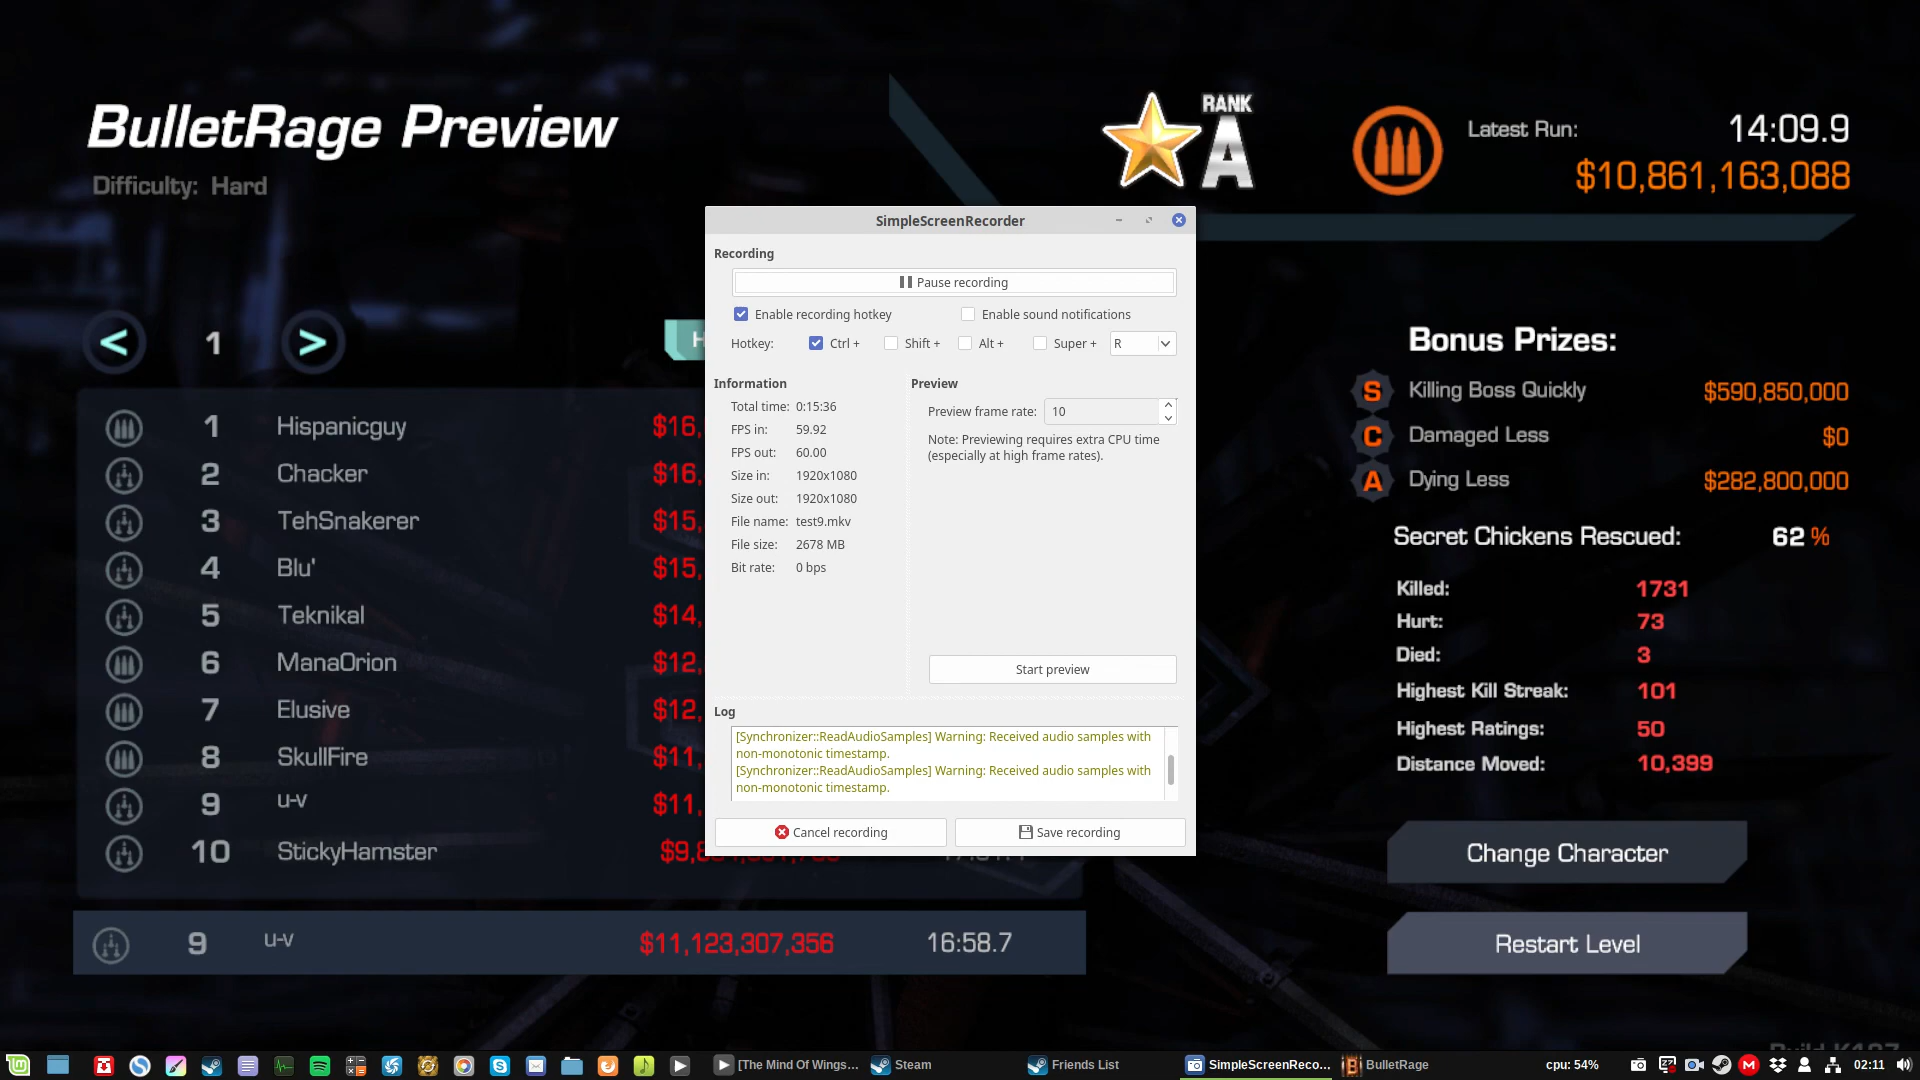 BulletRage Preview
Difficulty: Hard
RANK
A
Latest Run:
14:09.9
$10,861,163,088
<
1
>
1 Hispanicguy $16,
2 Chacker $16,
3 TehSnakerer $15,
4 Blu' $15,
5 Teknikal $14,
6 ManaOrion $12,
7 Elusive $12,
8 SkullFire $11,
9 u-v $11,
10 StickyHamster
9 u-v $11,123,307,356 16:58.7
SimpleScreenRecorder
Recording
Pause recording
Enable recording hotkey
Enable sound notifications
Hotkey: Ctrl + Shift + Alt + Super + R
Information
Total time: 0:15:36
FPS in: 59.92
FPS out: 60.00
Size in: 1920x1080
Size out: 1920x1080
File name: test9.mkv
File size: 2678 MB
Bit rate: 0 bps
Preview
Preview frame rate: 10
Note: Previewing requires extra CPU time
(especially at high frame rates).
Start preview
Log
[Synchronizer::ReadAudioSamples] Warning: Received audio samples with
non-monotonic timestamp.
[Synchronizer::ReadAudioSamples] Warning: Received audio samples with
non-monotonic timestamp.
Cancel recording
Save recording
Bonus Prizes:
S Killing Boss Quickly $590,850,000
C Damaged Less $0
A Dying Less $282,800,000
Secret Chickens Rescued: 62 %
Killed: 1731
Hurt: 73
Died: 3
Highest Kill Streak: 101
Highest Ratings: 50
Distance Moved: 10,399
Change Character
Restart Level
[The Mind Of Wings...
Steam
Friends List
SimpleScreenReco...
BulletRage
cpu: 54%
02:11